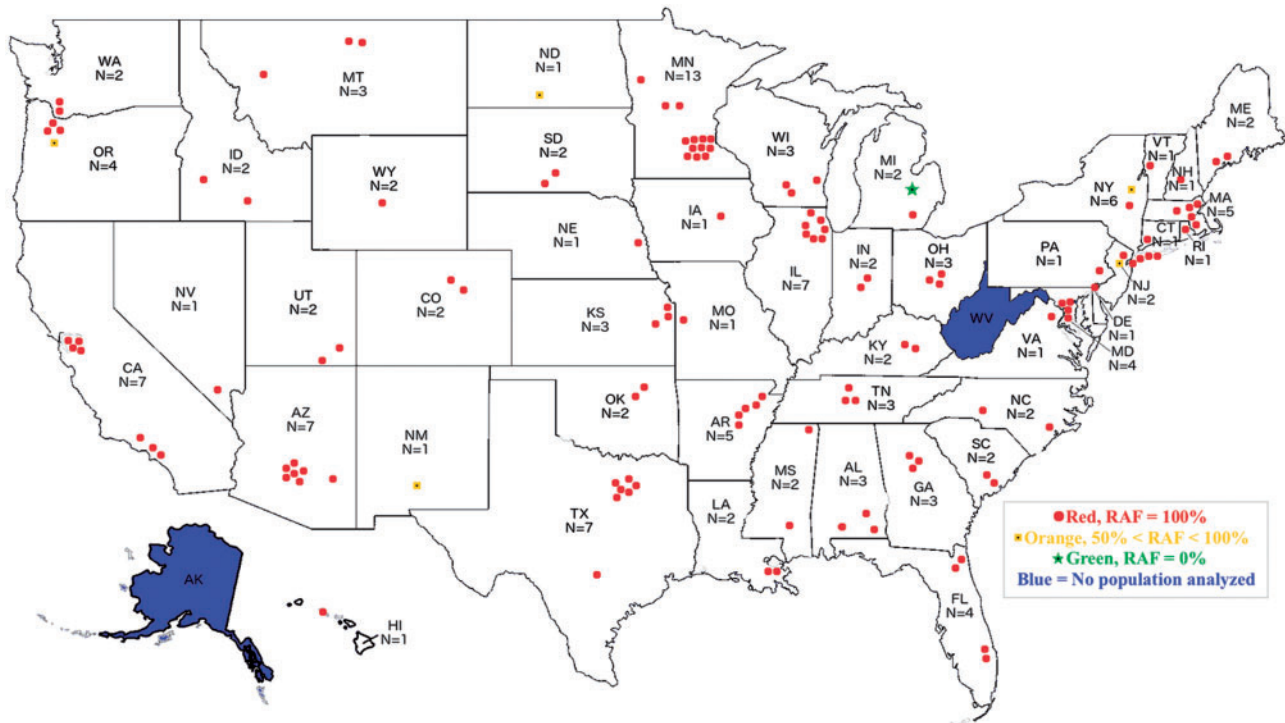 WA
N=2
MT
N=3
ND
N=1
MN
N=13
ME
N=2
OR
N=4
ID
N=2
WY
N=2
SD
N=2
WI
N=3
MI
N=2
VT
N=1
NH
N=1
NY
N=6
MA
N=5
CT
N=1
RI
N=1
NV
N=1
UT
N=2
CO
N=2
NE
N=1
IA
N=1
IL
N=7
IN
N=2
OH
N=3
PA
N=1
NJ
N=2
DE
N=1
MD
N=4
WV
VA
N=1
CA
N=7
KS
N=3
MO
N=1
KY
N=2
AZ
N=7
NM
N=1
OK
N=2
AR
N=5
TN
N=3
NC
N=2
SC
N=2
TX
N=7
LA
N=2
MS
N=2
AL
N=3
GA
N=3
FL
N=4
AK
HI
N=1
Red, RAF = 100%
Orange, 50% < RAF < 100%
Green, RAF = 0%
Blue = No population analyzed